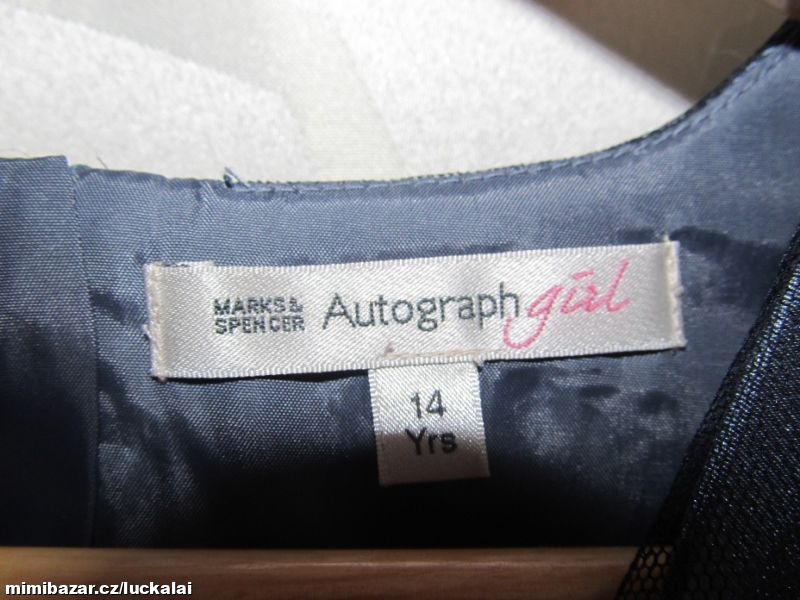 MARKS &
SPENCER
Autograph girl
14
Yrs
mimibazar.cz/luckalai